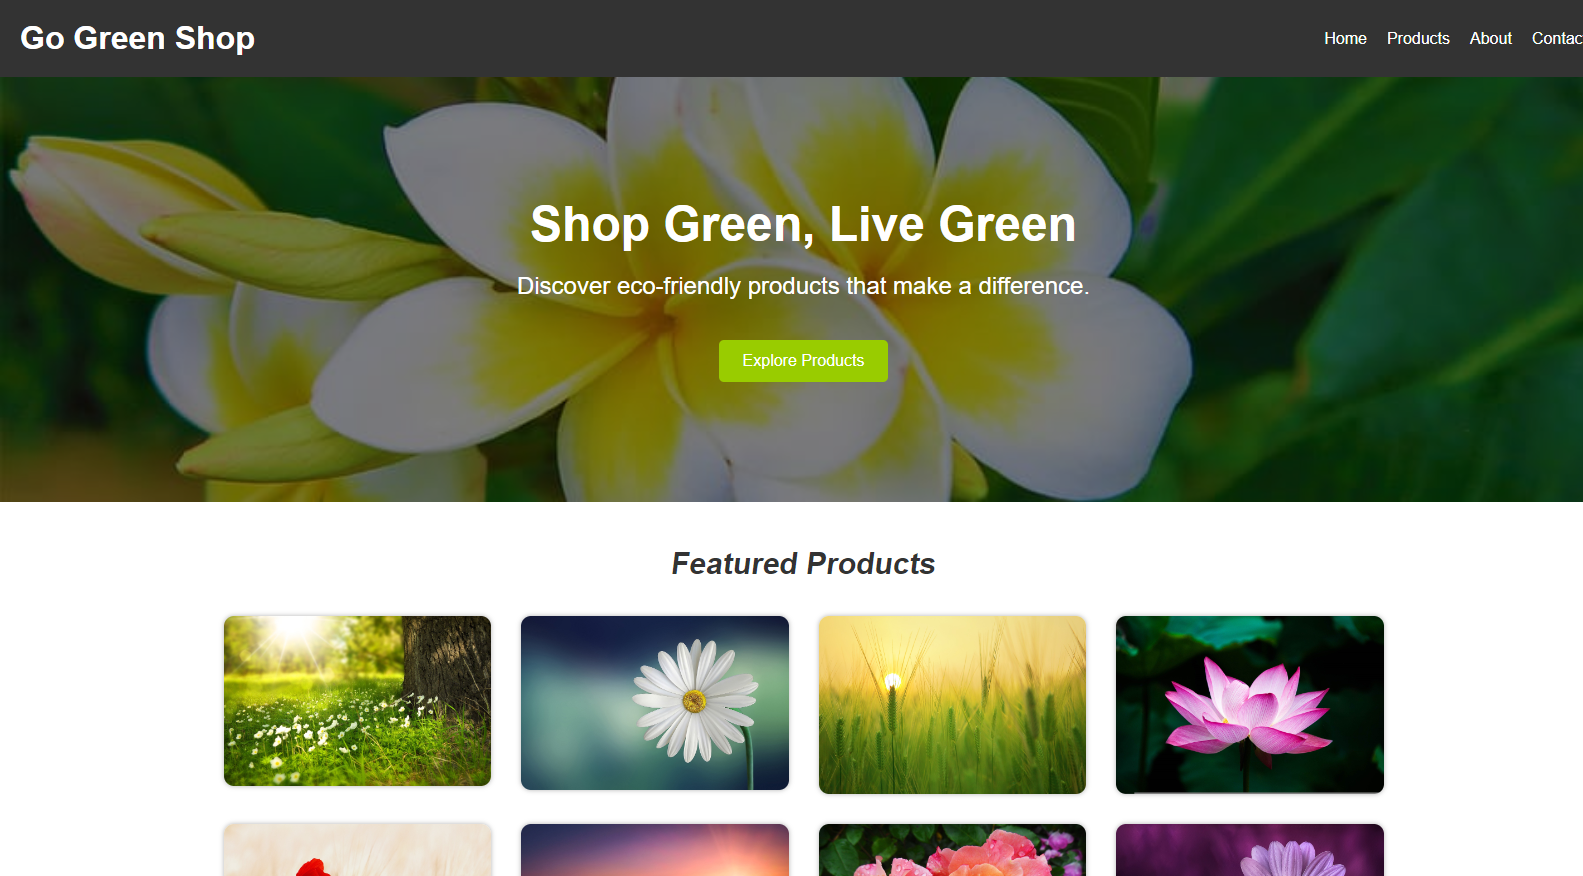 Go Green Shop
Home Products About Contac
Shop Green, Live Green
Discover eco-friendly products that make a difference.
Explore Products
Featured Products